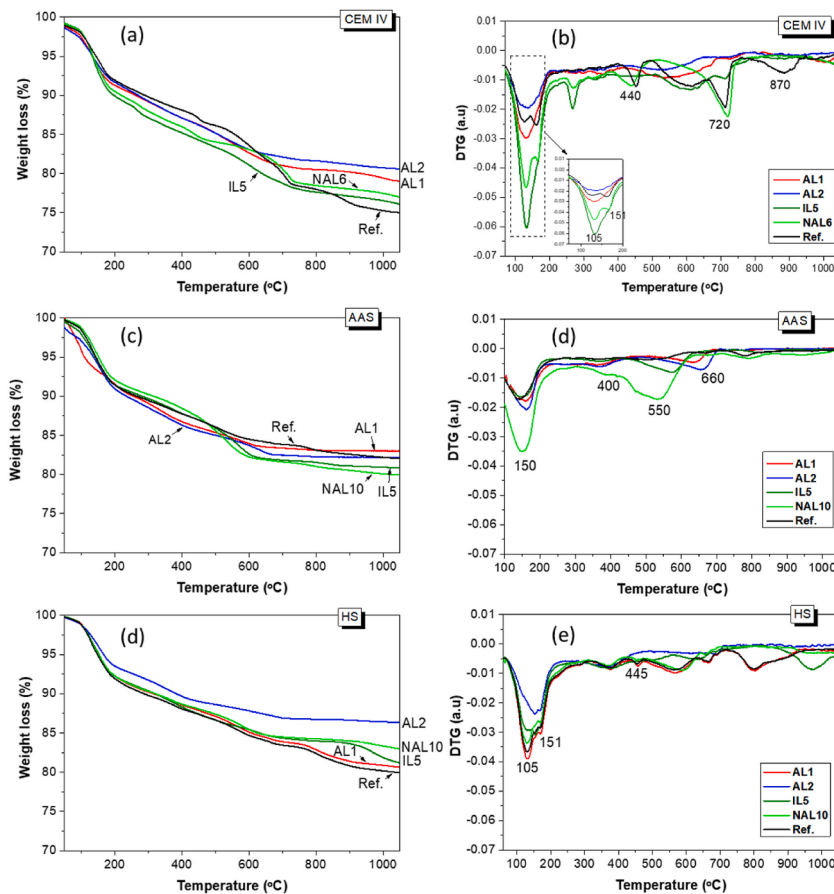 CEM IV
(a)
100
95
90
85
80
75
70
Weight loss (%)
AL2
AL1
NAL6
IL5
Ref.
200
400
600
800
1000
Temperature (ºC)
CEM IV
(b)
0.01
0.00
-0.01
-0.02
-0.03
-0.04
-0.05
-0.06
-0.07
DTG (a.u)
440
720
870
151
105
100
200
AL1
AL2
IL5
NAL6
Ref.
100 200 300 400 500 600 700 800 900 1000
Temperature (ºC)
AAS
(c)
100
95
90
85
80
75
70
Weight loss (%)
AL2
Ref.
AL1
NAL10
IL5
200
400
600
800
1000
Temperature (ºC)
AAS
(d)
0.01
0.00
-0.01
-0.02
-0.03
-0.04
-0.05
-0.06
-0.07
DTG (a.u)
150
400
550
660
AL1
AL2
IL5
NAL10
Ref.
100 200 300 400 500 600 700 800 900 1000
Temperature (ºC)
HS
(d)
100
95
90
85
80
75
70
Weight loss (%)
AL2
NAL10
AL1
IL5
Ref.
200
400
600
800
1000
Temperature (ºC)
HS
(e)
0.01
0.00
-0.01
-0.02
-0.03
-0.04
-0.05
-0.06
-0.07
DTG (a.u)
445
151
105
AL1
AL2
IL5
NAL10
Ref.
100 200 300 400 500 600 700 800 900 1000
Temperature (ºC)